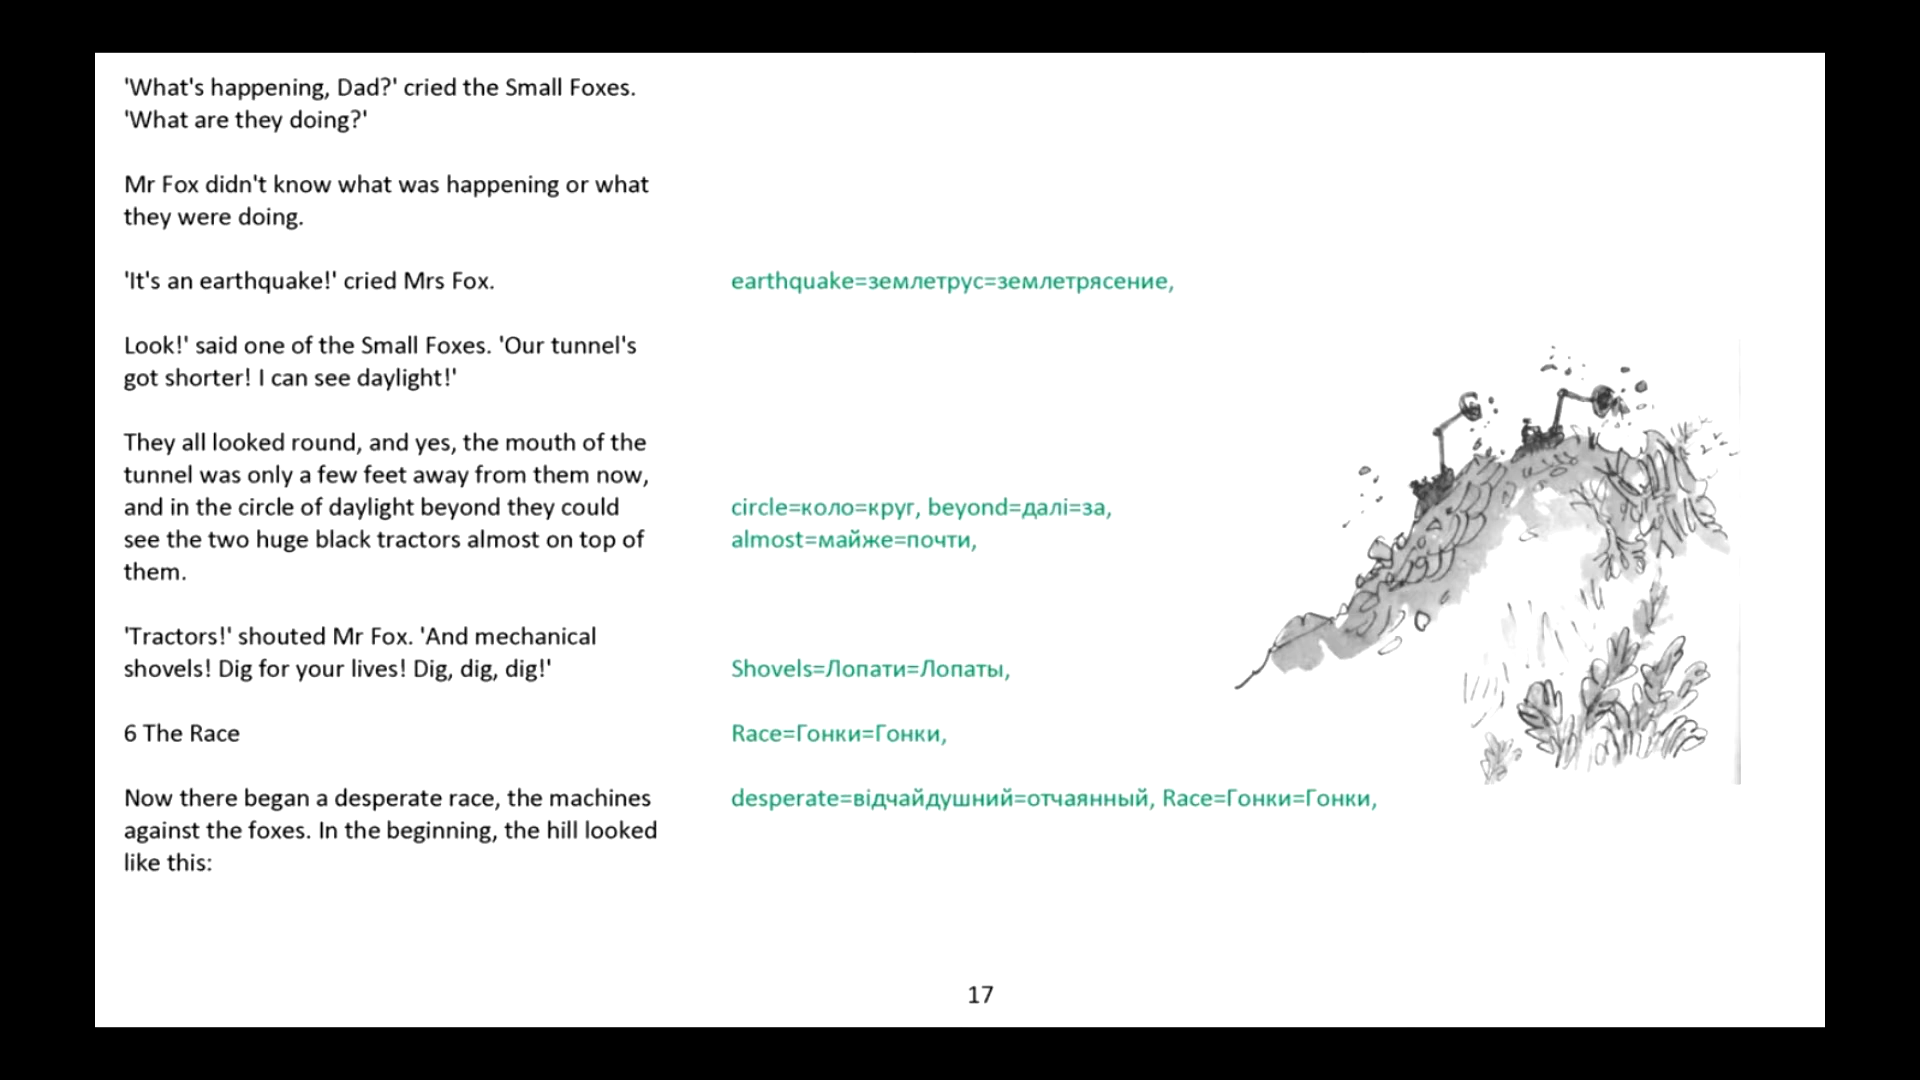 'What's happening, Dad?' cried the Small Foxes.
'What are they doing?'
Mr Fox didn't know what was happening or what
they were doing.
'It's an earthquake!' cried Mrs Fox.
earthquake=землетрус=землетрясение,
Look!' said one of the Small Foxes. 'Our tunnel's
got shorter! I can see daylight!'
They all looked round, and yes, the mouth of the
tunnel was only a few feet away from them now,
and in the circle of daylight beyond they could
circle=коло=круг, beyond=далі=за,
see the two huge black tractors almost on top of
almost=майже=почти,
them.
'Tractors!' shouted Mr Fox. 'And mechanical
shovels! Dig for your lives! Dig, dig, dig!'
Shovels=Лопати=Лопаты,
6 The Race
Race=Гонки=Гонки,
Now there began a desperate race, the machines
desperate=відчайдушний=отчаянный, Race=Гонки=Гонки,
against the foxes. In the beginning, the hill looked
like this:
17